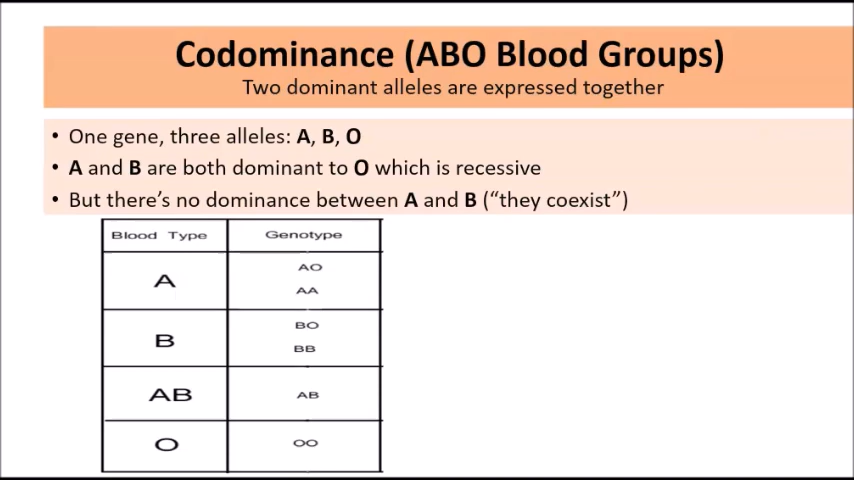 Codominance (ABO Blood Groups)
Two dominant alleles are expressed together
• One gene, three alleles: A, B, O
• A and B are both dominant to O which is recessive
• But there's no dominance between A and B (“they coexist”)
Blood Type Genotype
A AO
AA
B BO
BB
AB AB
O OO